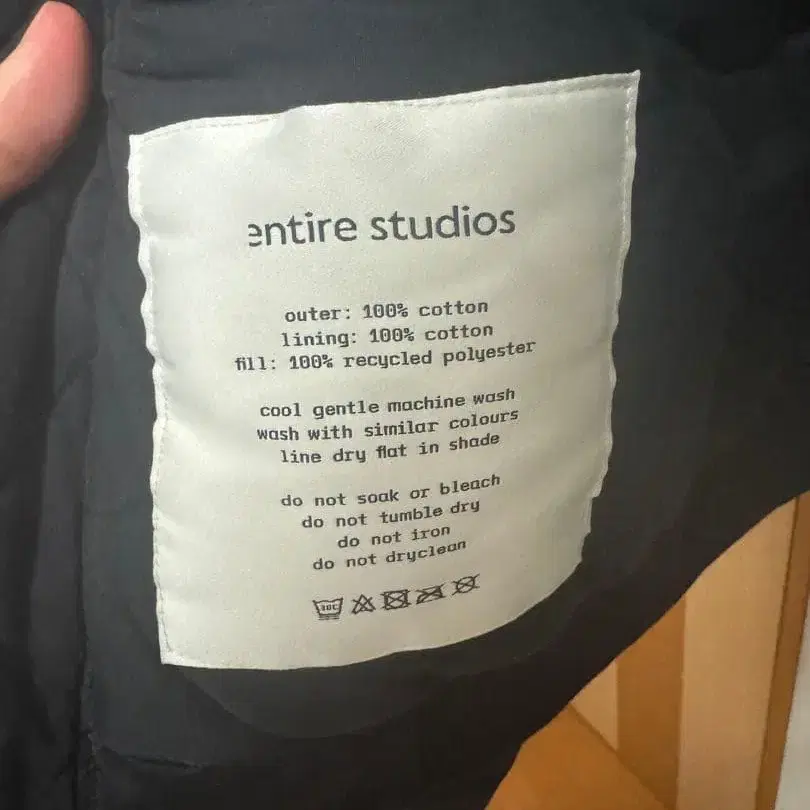 entire studios
outer: 100% cotton
lining: 100% cotton
fill: 100% recycled polyester
cool gentle machine wash
wash with similar colours
line dry flat in shade
do not soak or bleach
do not tumble dry
do not iron
do not dryclean
30C